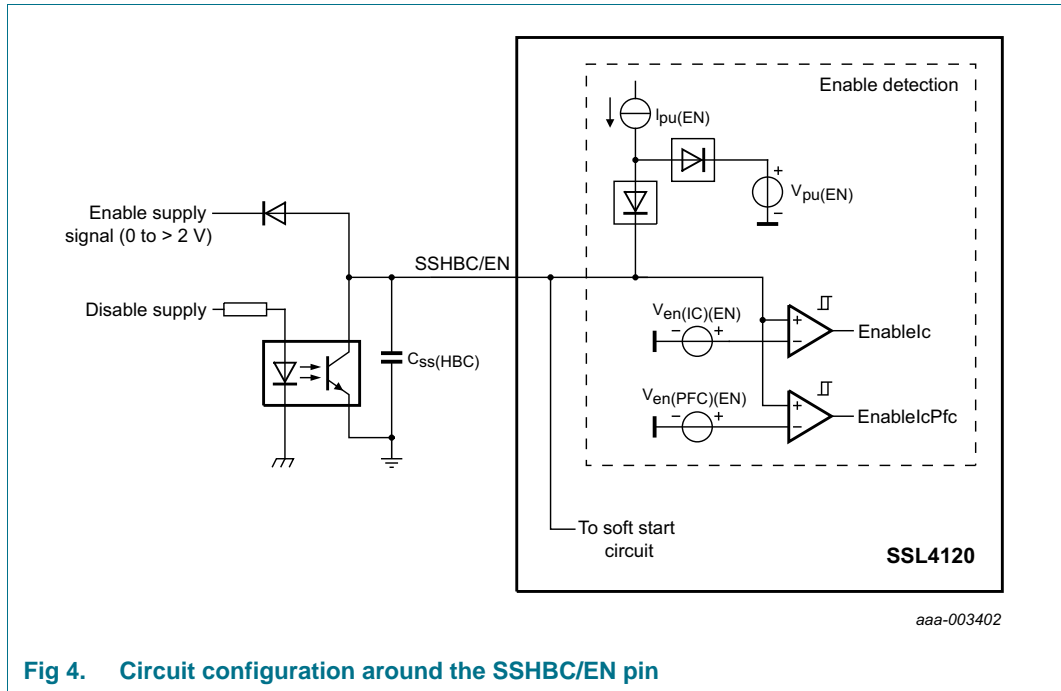 Enable detection
Ipu(EN)
Vpu(EN)
+
−
Enable supply
signal (0 to > 2 V)
SSHBC/EN
Disable supply
Css(HBC)
Ven(IC)(EN)
− +
+
−
EnableIc
Ven(PFC)(EN)
− +
+
−
EnableIcPfc
To soft start
circuit
SSL4120
aaa-003402
Fig 4. Circuit configuration around the SSHBC/EN pin